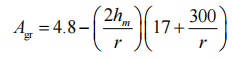 A_gr = 4.8 − (2h_m / r)(17 + 300 / r)